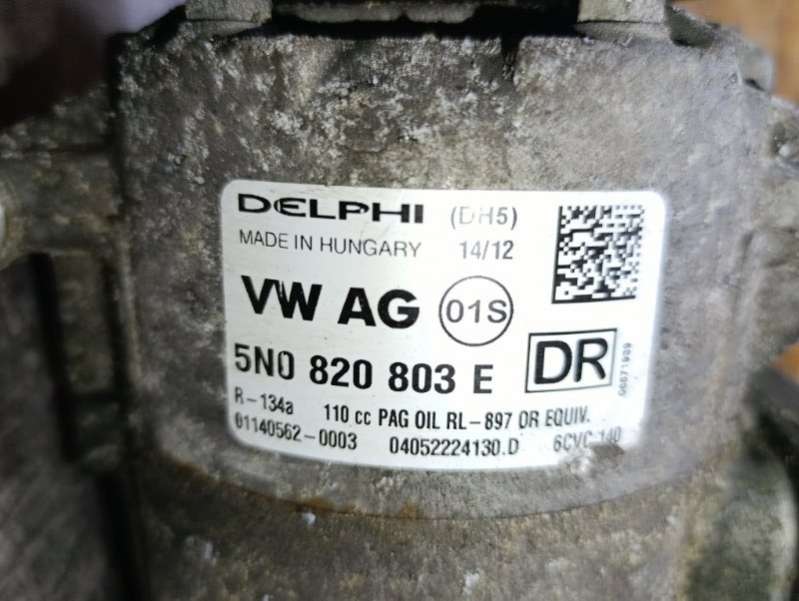 DELPHI (DH5)
MADE IN HUNGARY 14/12
VW AG 01S
5N0 820 803 E DR
R-134a 110 cc PAG OIL RL-897 OR EQUIV.
01140562-0003 04052224130.D 6CVC 140